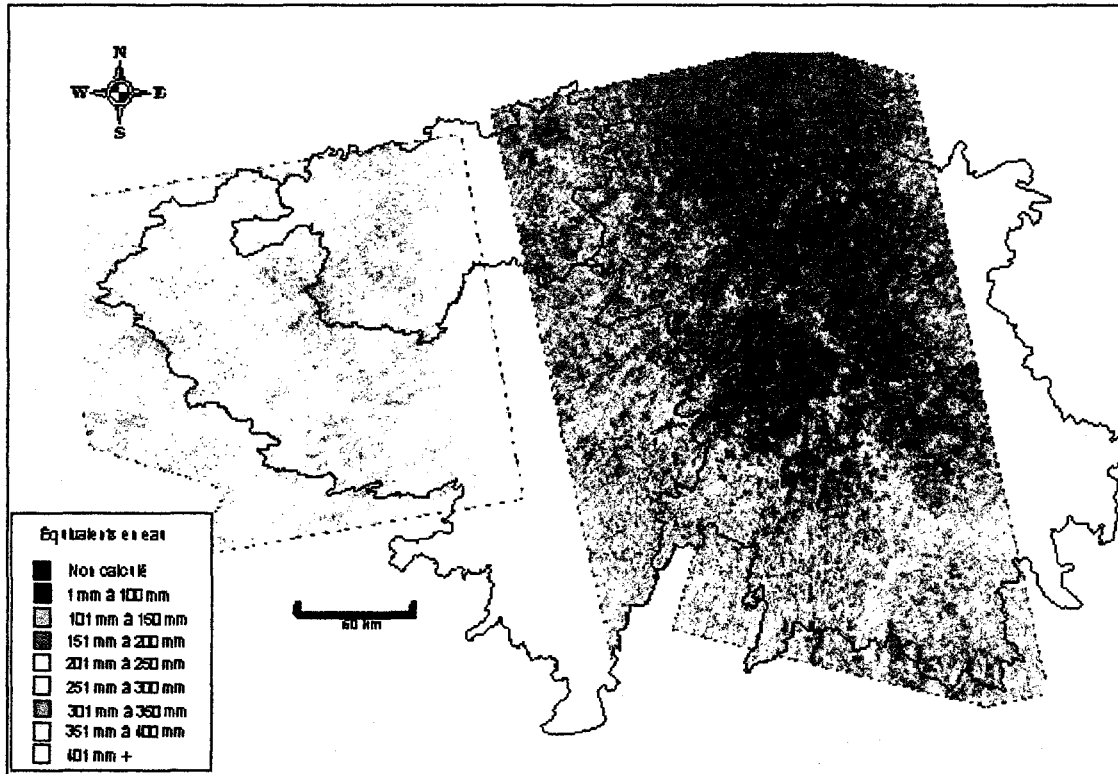 N
W E
S
Équivalents en eau
Non calculé
1 mm à 100 mm
101 mm à 150 mm
151 mm à 200 mm
201 mm à 250 mm
251 mm à 300 mm
301 mm à 350 mm
351 mm à 400 mm
401 mm +
60 km